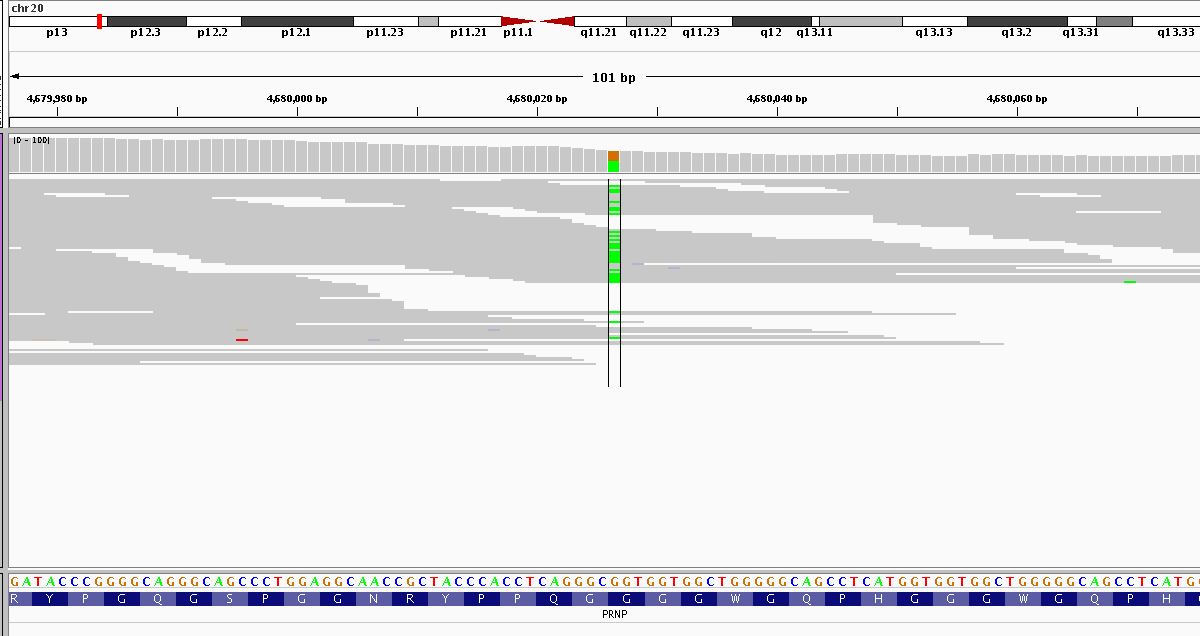 chr20
p13 p12.3 p12.2 p12.1 p11.23 p11.21 p11.1 q11.21 q11.22 q11.23 q12 q13.11 q13.13 q13.2 q13.31 q13.33
101 bp
4,679,980 bp 4,680,000 bp 4,680,020 bp 4,680,040 bp 4,680,060 bp
[0 - 100]
GATACCCGGGGCAGGGCAGCCCTGGAGGCAACCGCTACCCACCTCAGGGCGGTGGTGGCTGGGGGCAGCCTCATGGTGGTGGCTGGGGGCAGCCTCATG
R Y P G Q G S P G G N R Y P P Q G G G G W G Q P H G G G W G Q P H
PRNP